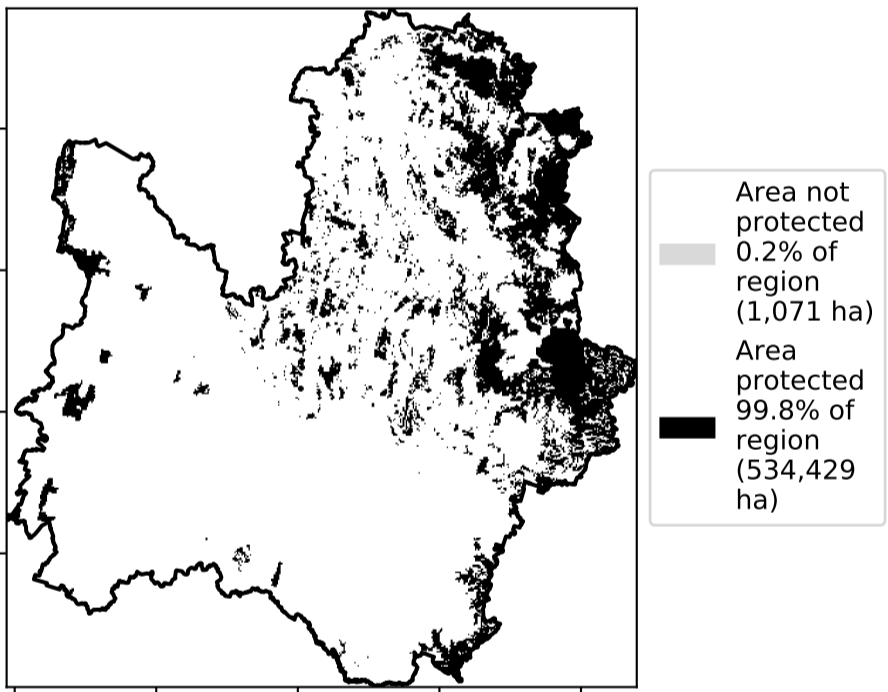 Area not
protected
0.2% of
region
(1,071 ha)
Area
protected
99.8% of
region
(534,429
ha)